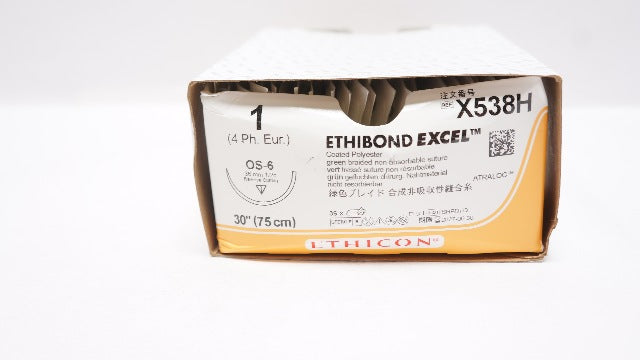 1
(4 Ph. Eur.)
OS-6
30" (75 cm)
注文番号
REF X538H
ETHIBOND EXCEL™
Coated Polyester
green braided non-absorbable suture
vert tressé suture non résorbable
grün geflochten chirurg. Nahtmaterial
nicht resorbierbar
緑色ブレイド 合成非吸収性縫合糸
ATRALOC™
36 x
ETHICON